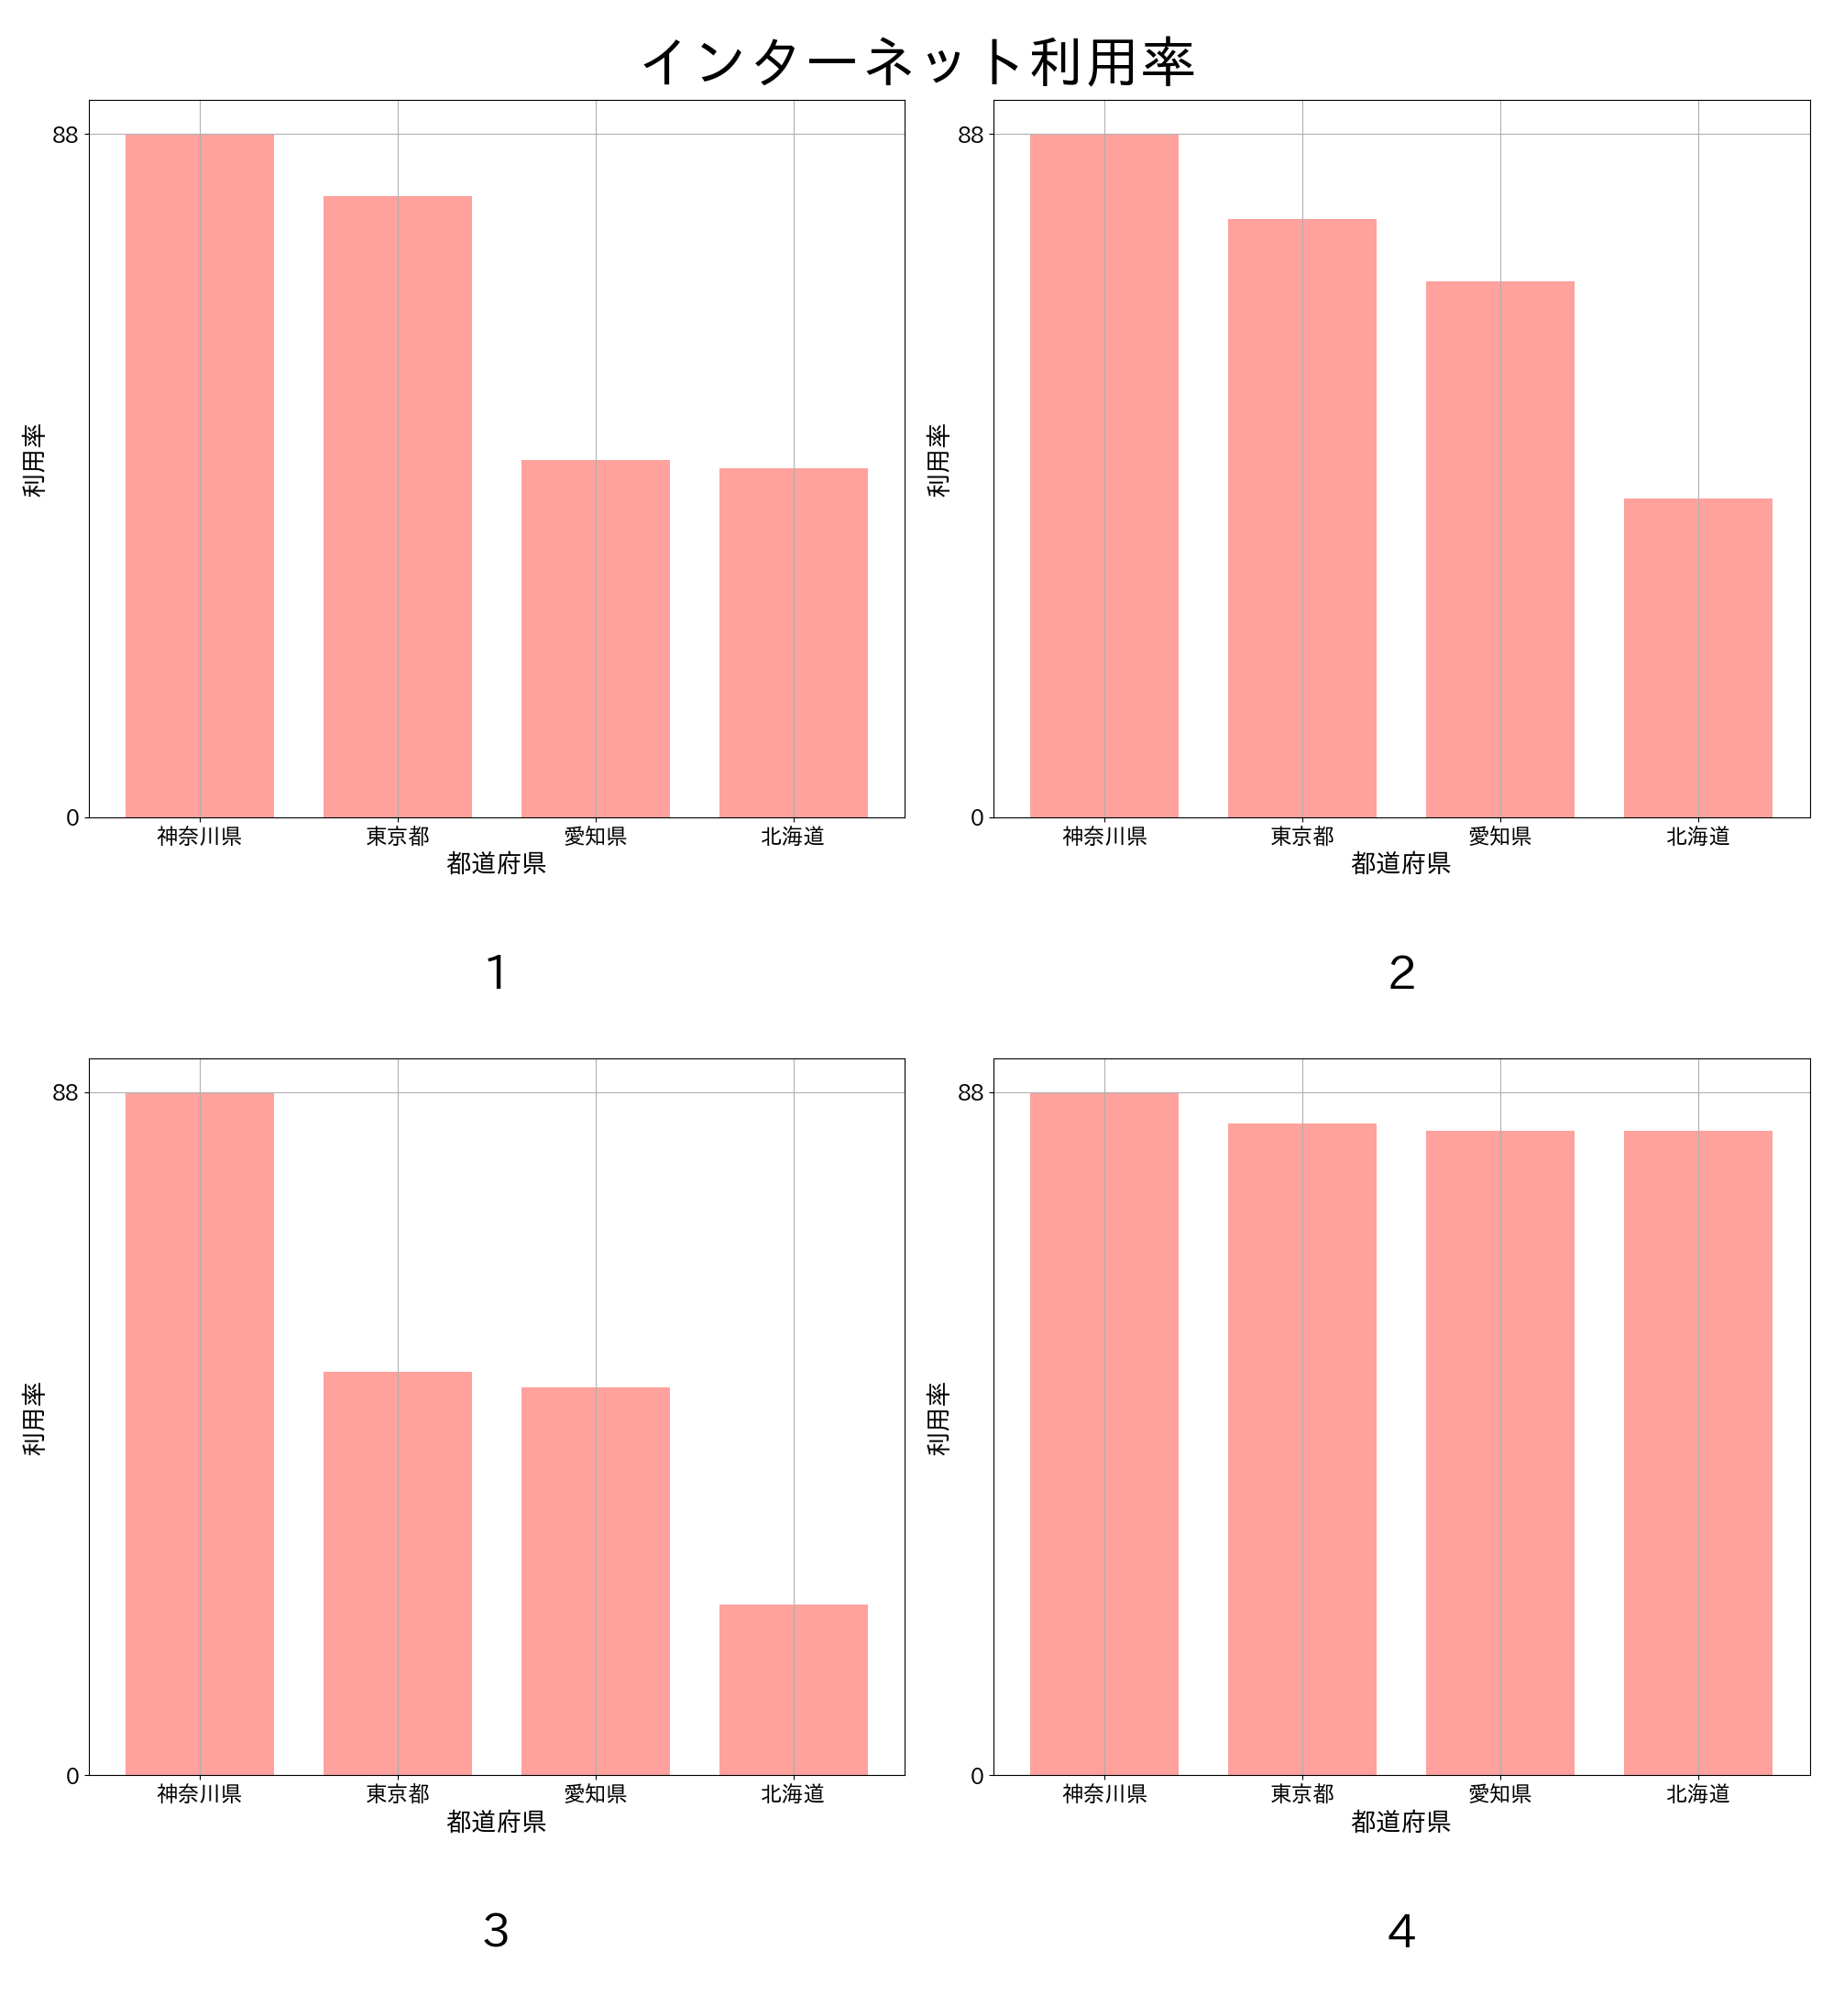 インターネット利用率
88
0
利用率
神奈川県 東京都 愛知県 北海道
都道府県
1
88
0
利用率
神奈川県 東京都 愛知県 北海道
都道府県
2
88
0
利用率
神奈川県 東京都 愛知県 北海道
都道府県
3
88
0
利用率
神奈川県 東京都 愛知県 北海道
都道府県
4